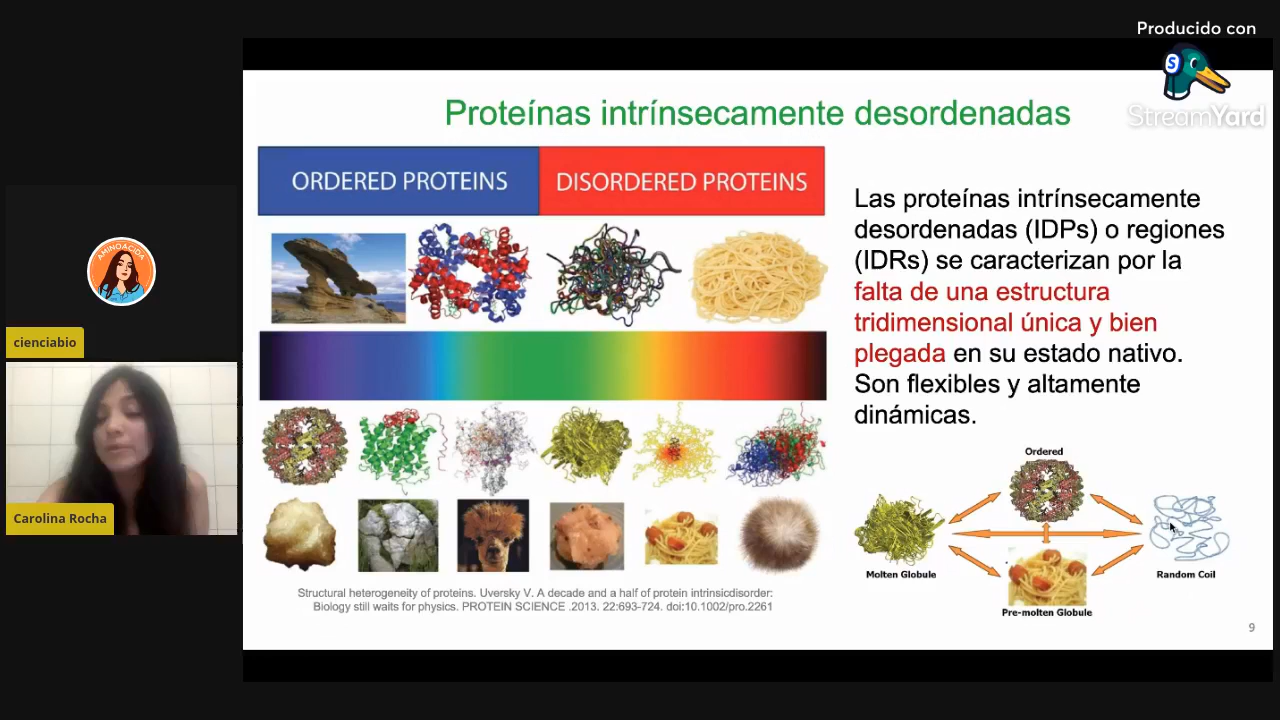 Producido con
StreamYard
Proteínas intrínsecamente desordenadas
ORDERED PROTEINS
DISORDERED PROTEINS
Las proteínas intrínsecamente
desordenadas (IDPs) o regiones
(IDRs) se caracterizan por la
falta de una estructura
tridimensional única y bien
plegada en su estado nativo.
Son flexibles y altamente
dinámicas.
Ordered
Molten Globule
Random Coil
Pre-molten Globule
Structural heterogeneity of proteins. Uversky V. A decade and a half of protein intrinsicdisorder:
Biology still waits for physics. PROTEIN SCIENCE .2013. 22:693-724. doi:10.1002/pro.2261
9
AMINOACIDA
cienciabio
Carolina Rocha